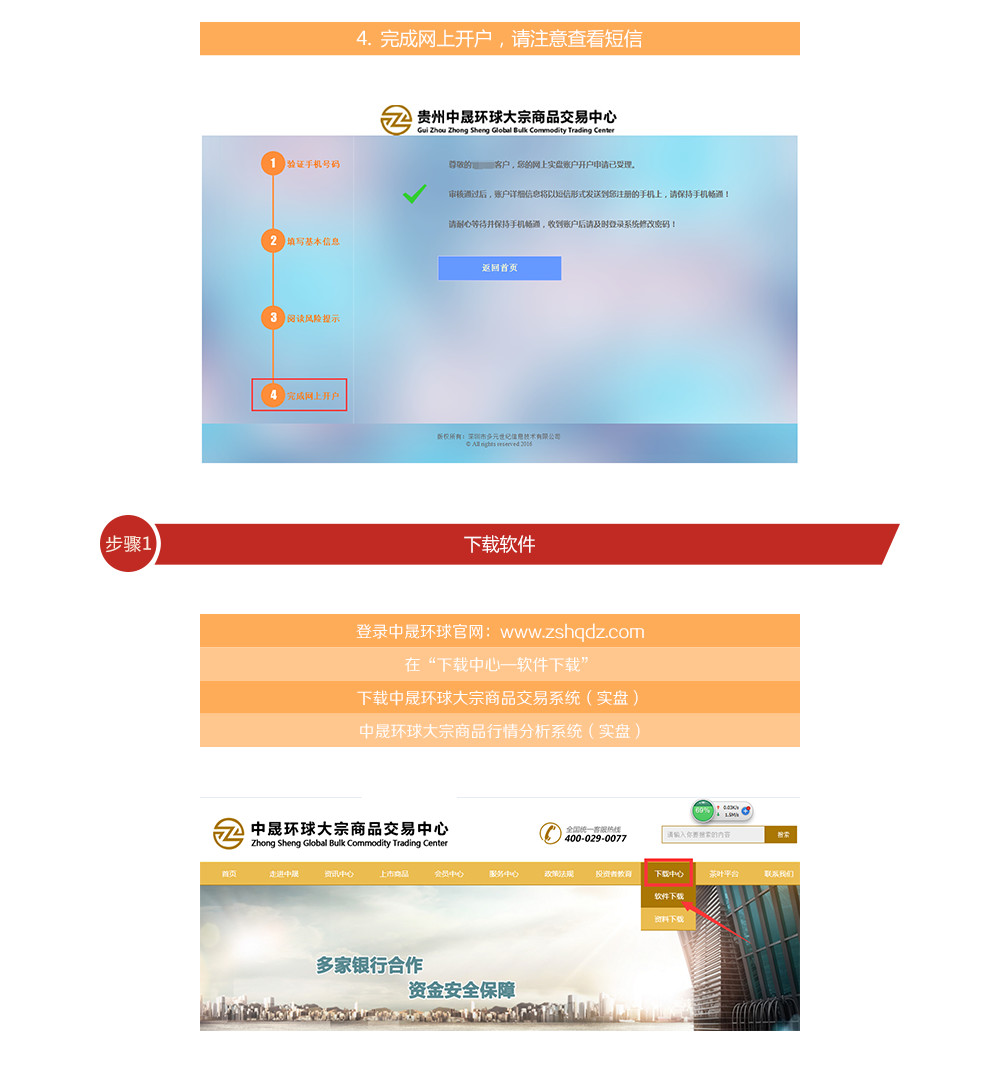 4. 完成网上开户，请注意查看短信
贵州中晟环球大宗商品交易中心
Gui Zhou Zhong Sheng Global Bulk Commodity Trading Center
1 验证手机号码
尊敬的 客户，您的网上实盘账户开户申请已受理。
审核通过后，账户详细信息将以短信形式发送到您注册的手机上，请保持手机畅通！
请耐心等待并保持手机畅通，收到账户后请及时登录系统修改密码！
2 填写基本信息
返回首页
3 阅读风险提示
4 完成网上开户
版权所有：深圳市多元世纪信息技术有限公司
© All rights reserved 2016
步骤1
下载软件
登录中晟环球官网：www.zshqdz.com
在“下载中心—软件下载”
下载中晟环球大宗商品交易系统（实盘）
中晟环球大宗商品行情分析系统（实盘）
中晟环球大宗商品交易中心
Zhong Sheng Global Bulk Commodity Trading Center
全国统一客服热线
400-029-0077
69%
0.03K/s
1.5M/s
请输入你要搜索的内容
搜索
首页 走进中晟 资讯中心 上市商品 会员中心 服务中心 政策法规 投资者教育 下载中心 茶叶平台 联系我们
软件下载
资料下载
多家银行合作
资金安全保障